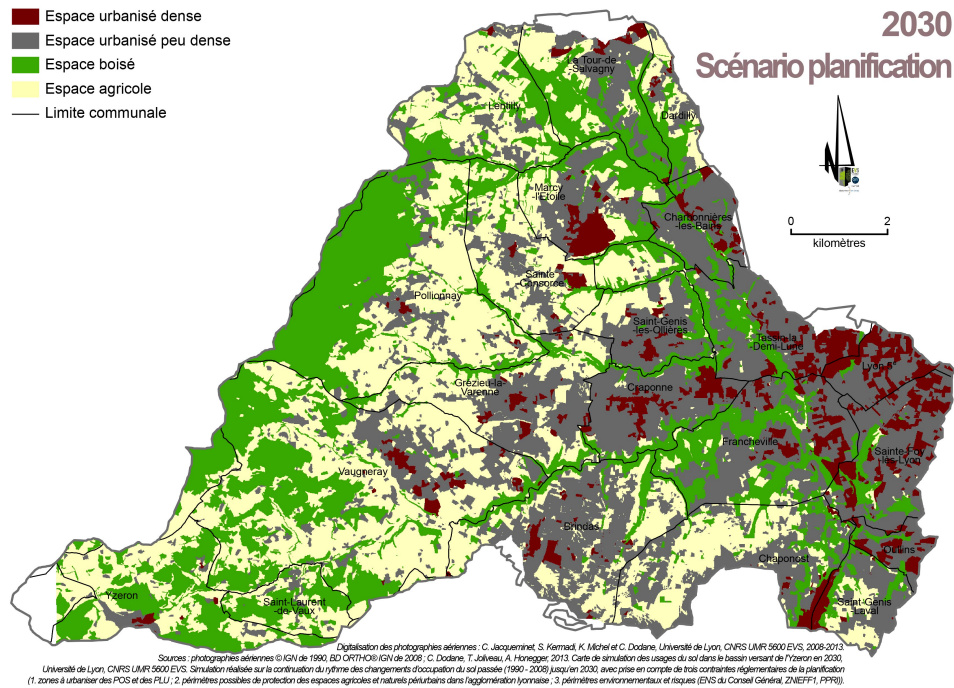 Espace urbanisé dense
Espace urbanisé peu dense
Espace boisé
Espace agricole
Limite communale
2030
Scénario planification
N
0 2
kilomètres
La Tour-de-
-Salvagny
Lentilly
Dardilly
Marcy
-l'Etoile
Charbonnières
-les-Bains
Sainte
-Consorce
Pollionnay
Saint-Genis
-les-Ollières
Tassin-la
-Demi-Lune
Lyon 5°
Grézieu-la-
Varenne
Craponne
Francheville
Sainte-Foy
-lès-Lyon
Vaugneray
Brindas
Chaponost
Oullins
Yzeron
Saint-Laurent
-de-Vaux
Saint-Genis
-Laval
Digitalisation des photographies aériennes : C. Jacqueminet, S. Kermadi, K. Michel et C. Dodane, Université de Lyon, CNRS UMR 5600 EVS, 2008-2013.
Sources : photographies aériennes © IGN de 1990, BD ORTHO® IGN de 2008 ; C. Dodane, T. Joliveau, A. Honegger, 2013. Carte de simulation des usages du sol dans le bassin versant de l'Yzeron en 2030,
Université de Lyon, CNRS UMR 5600 EVS. Simulation réalisée sur la continuation du rythme des changements d'occupation du sol passée (1990 - 2008) jusqu'en 2030, avec prise en compte de trois contraintes réglementaires de la planification
(1. zones à urbaniser des POS et des PLU ; 2. périmètres possibles de protection des espaces agricoles et naturels périurbains dans l'agglomération lyonnaise ; 3. périmètres environnementaux et risques (ENS du Conseil Général, ZNIEFF1, PPRI)).